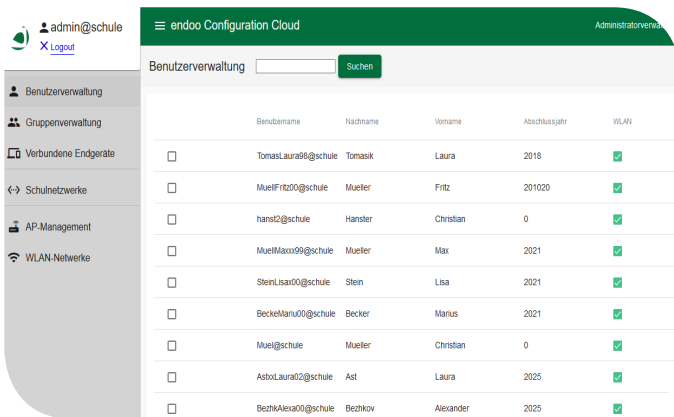 admin@schule
Logout
endoo Configuration Cloud
Benutzerverwaltung
Gruppenverwaltung
Verbundene Endgeräte
Schulnetzwerke
AP-Management
WLAN-Netwerke
Benutzerverwaltung Suchen
Benutzername Nachname Vorname Abschlussjahr WLAN
TomasLaura98@schule Tomasik Laura 2018
MuellFritz00@schule Mueller Fritz 201020
hanst2@schule Hanster Christian 0
MuellMaxxx99@schule Mueller Max 2021
SteinLisax00@schule Stein Lisa 2021
BeckeMariu00@schule Becker Marius 2021
Muel@schule Mueller Christian 0
AstxxLaura02@schule Ast Laura 2025
BezhkAlexa00@schule Bezhkov Alexander 2025